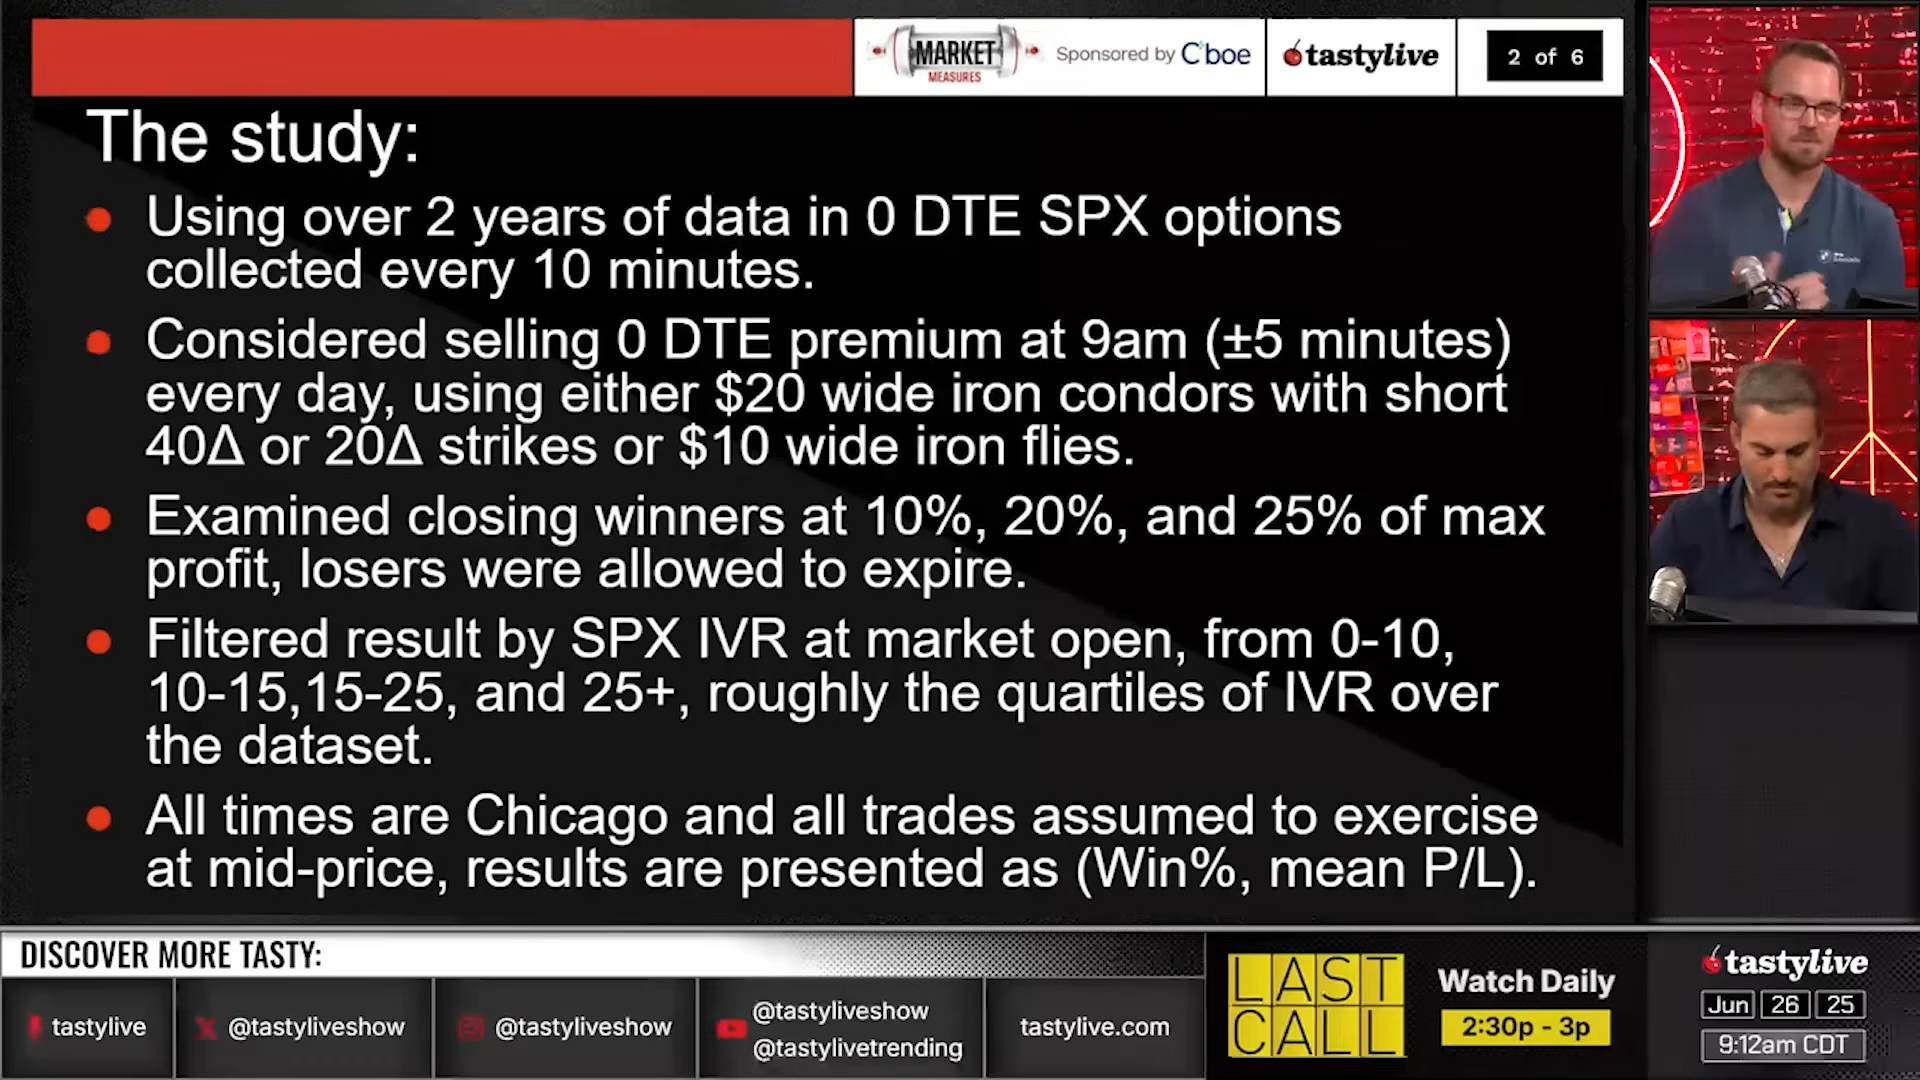 MARKET
MEASURES
Sponsored by Cboe
tastylive
2 of 6
The study:
Using over 2 years of data in 0 DTE SPX options
collected every 10 minutes.
Considered selling 0 DTE premium at 9am (±5 minutes)
every day, using either $20 wide iron condors with short
40Δ or 20Δ strikes or $10 wide iron flies.
Examined closing winners at 10%, 20%, and 25% of max
profit, losers were allowed to expire.
Filtered result by SPX IVR at market open, from 0-10,
10-15,15-25, and 25+, roughly the quartiles of IVR over
the dataset.
All times are Chicago and all trades assumed to exercise
at mid-price, results are presented as (Win%, mean P/L).
DISCOVER MORE TASTY:
tastylive
@tastyliveshow
@tastyliveshow
@tastyliveshow
@tastylivetrending
tastylive.com
LAST
CALL
Watch Daily
2:30p - 3p
tastylive
Jun 26 25
9:12am CDT